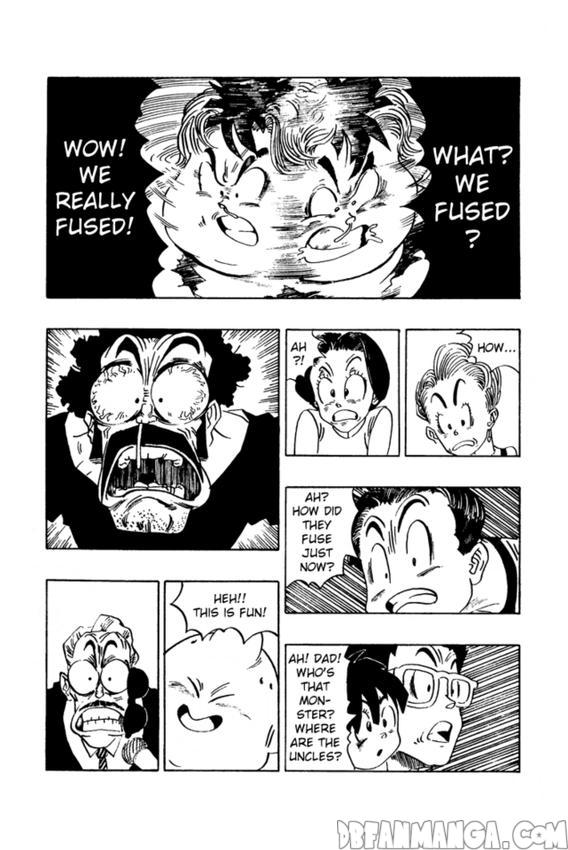 WHAT?
WE
FUSED
?
WOW!
WE
REALLY
FUSED!
HOW...
AH
?!
AH?
HOW DID
THEY
FUSE
JUST
NOW?
AH! DAD!
WHO'S
THAT
MON-
STER?
WHERE
ARE THE
UNCLES?
HEH!!
THIS IS FUN!
DBFANMANGA.COM